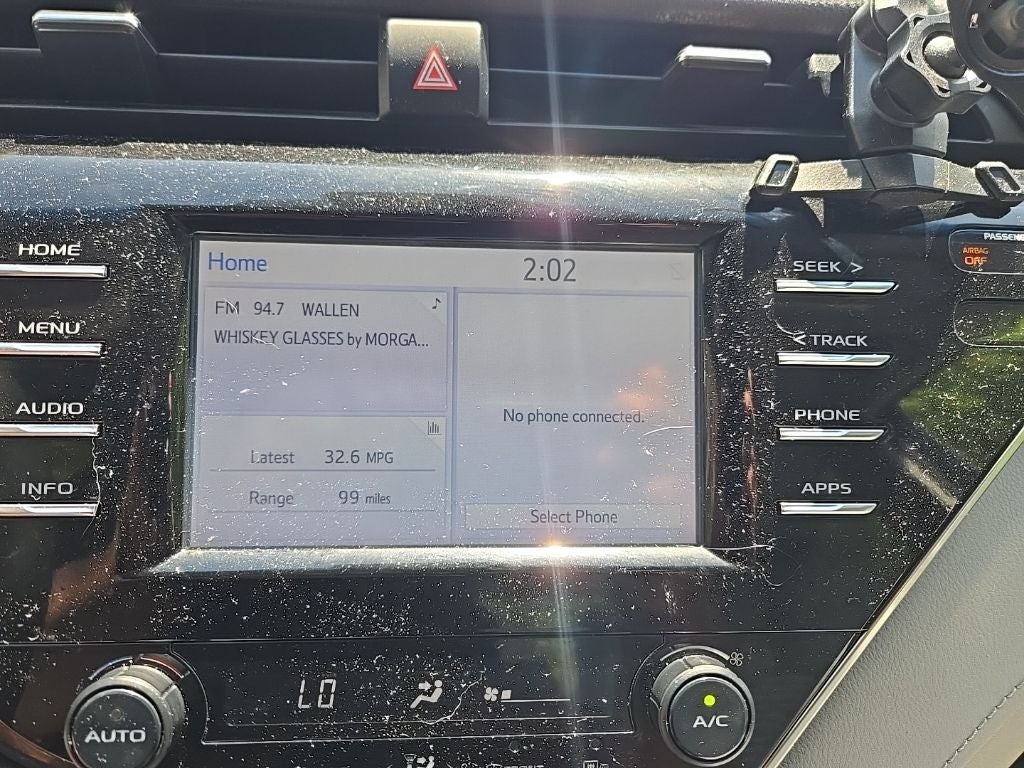 HOME
MENU
AUDIO
INFO
Home 2:02
FM 94.7 WALLEN
WHISKEY GLASSES by MORGA...
Latest 32.6 MPG
Range 99 miles
No phone connected.
Select Phone
SEEK >
< TRACK
PHONE
APPS
AIRBAG
OFF
LO
AUTO
A/C